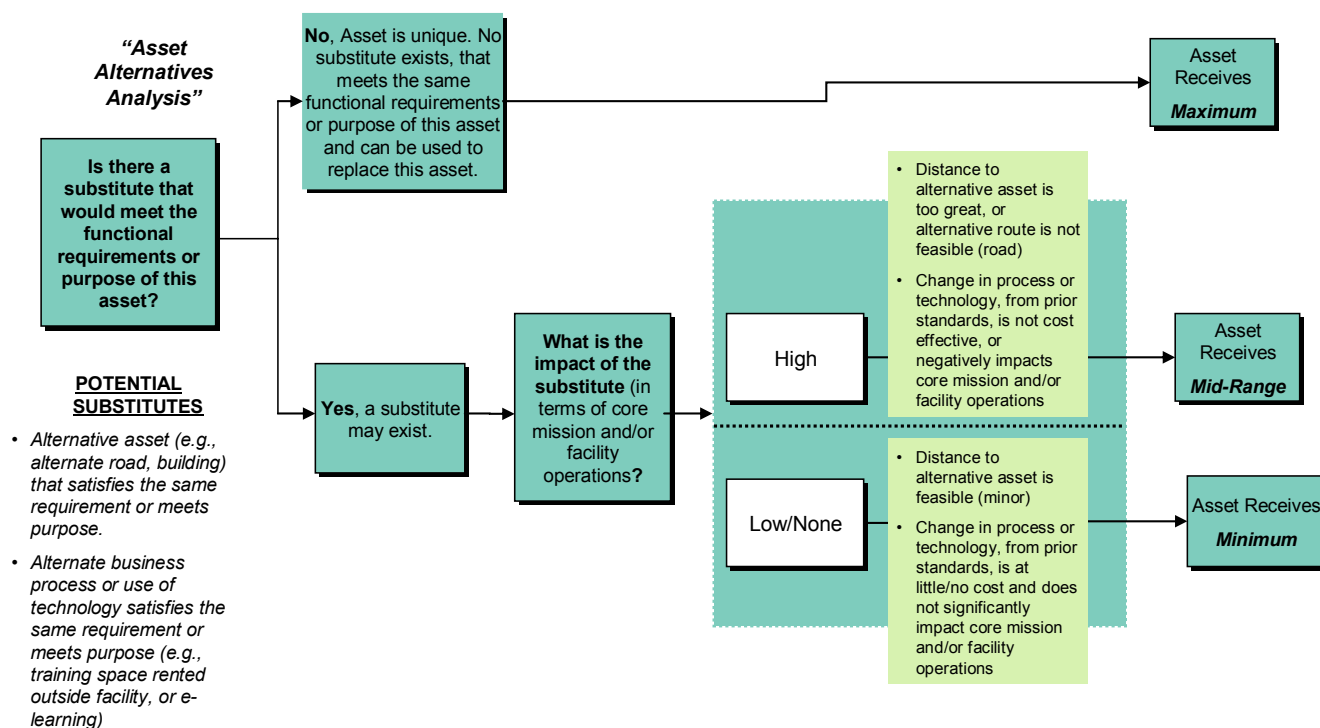 “Asset
Alternatives
Analysis”
Is there a
substitute that
would meet the
functional
requirements or
purpose of this
asset?
POTENTIAL
SUBSTITUTES
• Alternative asset (e.g.,
alternate road, building)
that satisfies the same
requirement or meets
purpose.
• Alternate business
process or use of
technology satisfies the
same requirement or
meets purpose (e.g.,
training space rented
outside facility, or e-
learning)
No, Asset is unique. No
substitute exists, that
meets the same
functional requirements
or purpose of this asset
and can be used to
replace this asset.
Yes, a substitute
may exist.
What is the
impact of the
substitute (in
terms of core
mission and/or
facility
operations?
High
• Distance to
alternative asset is
too great, or
alternative route is not
feasible (road)
• Change in process or
technology, from prior
standards, is not cost
effective, or
negatively impacts
core mission and/or
facility operations
Low/None
• Distance to
alternative asset is
feasible (minor)
• Change in process or
technology, from prior
standards, is at
little/no cost and does
not significantly
impact core mission
and/or facility
operations
Asset
Receives
Maximum
Asset
Receives
Mid-Range
Asset Receives
Minimum